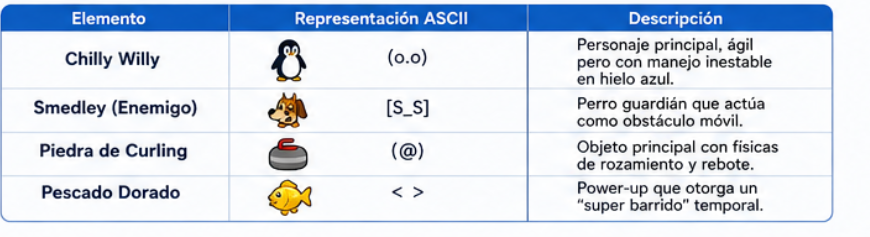 Elemento Representación ASCII Descripción
Chilly Willy (o.o) Personaje principal, ágil
pero con manejo inestable
en hielo azul.
Smedley (Enemigo) [S_S] Perro guardián que actúa
como obstáculo móvil.
Piedra de Curling (@) Objeto principal con físicas
de rozamiento y rebote.
Pescado Dorado < > Power-up que otorga un
“super barrido” temporal.